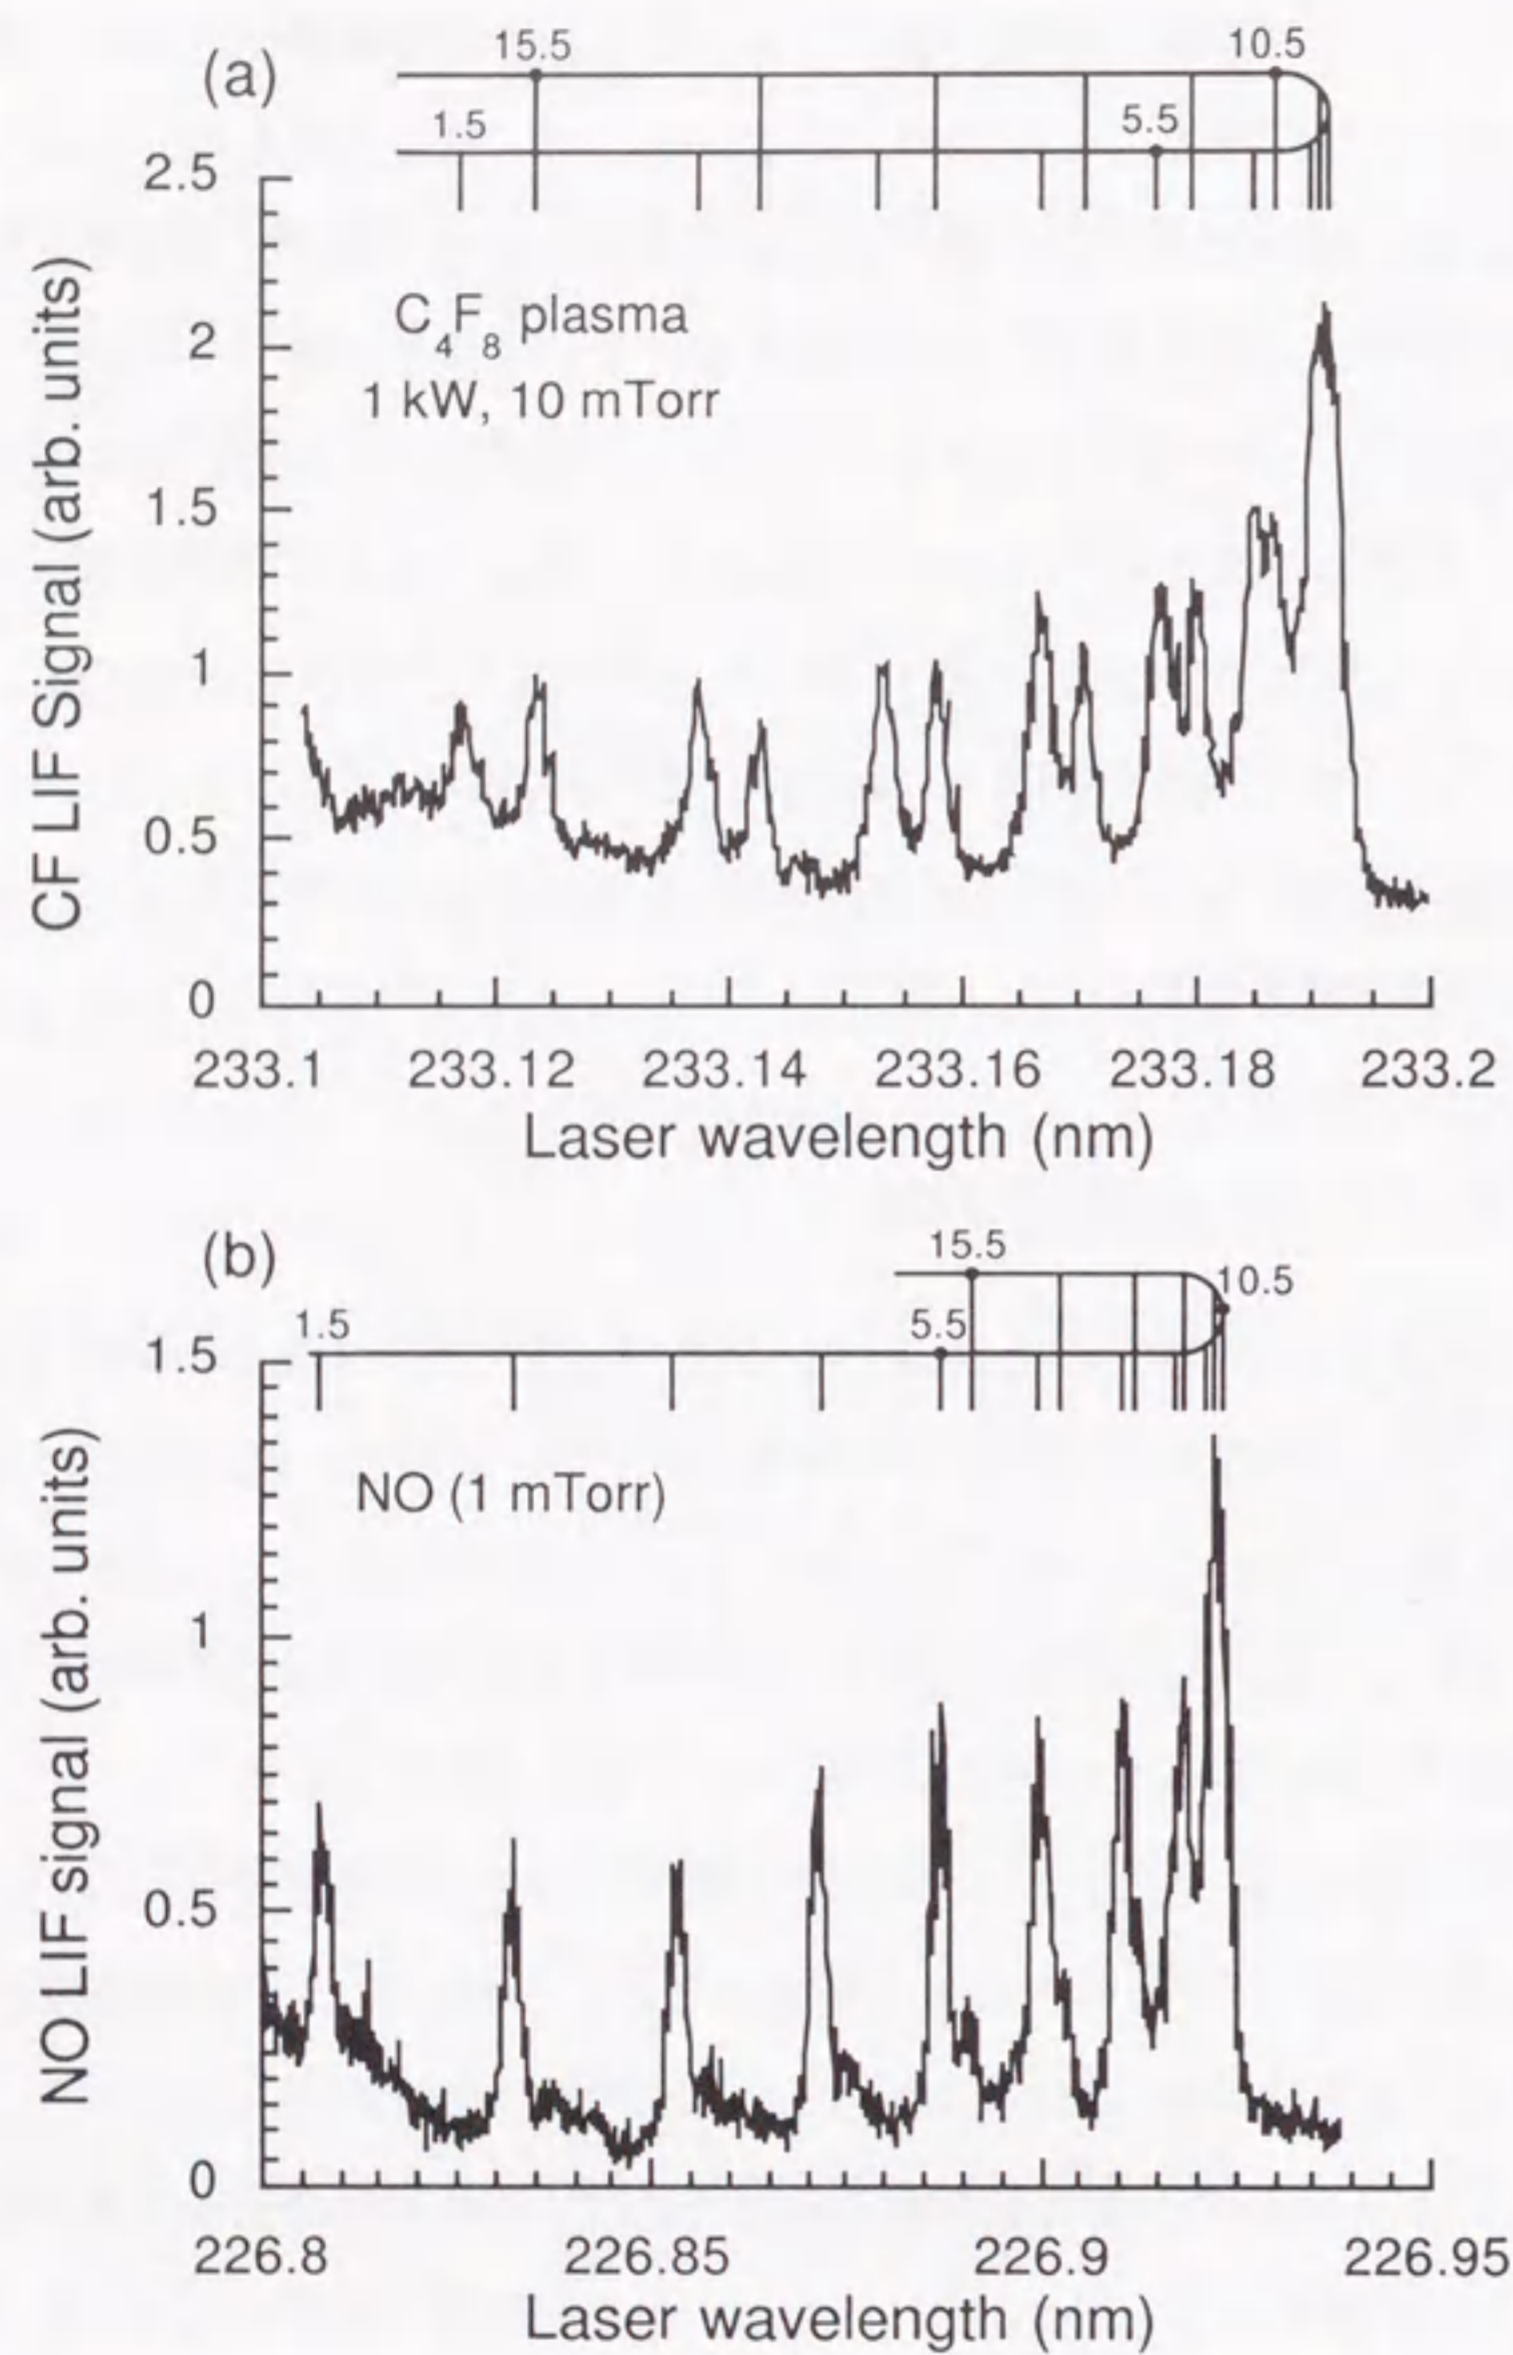 (a)
15.5
10.5
1.5
5.5
2.5
2
1.5
1
0.5
0
CF LIF Signal (arb. units)
C4F8 plasma
1 kW, 10 mTorr
233.1 233.12 233.14 233.16 233.18 233.2
Laser wavelength (nm)
(b)
15.5
10.5
1.5
5.5
1.5
1
0.5
0
NO LIF signal (arb. units)
NO (1 mTorr)
226.8 226.85 226.9 226.95
Laser wavelength (nm)